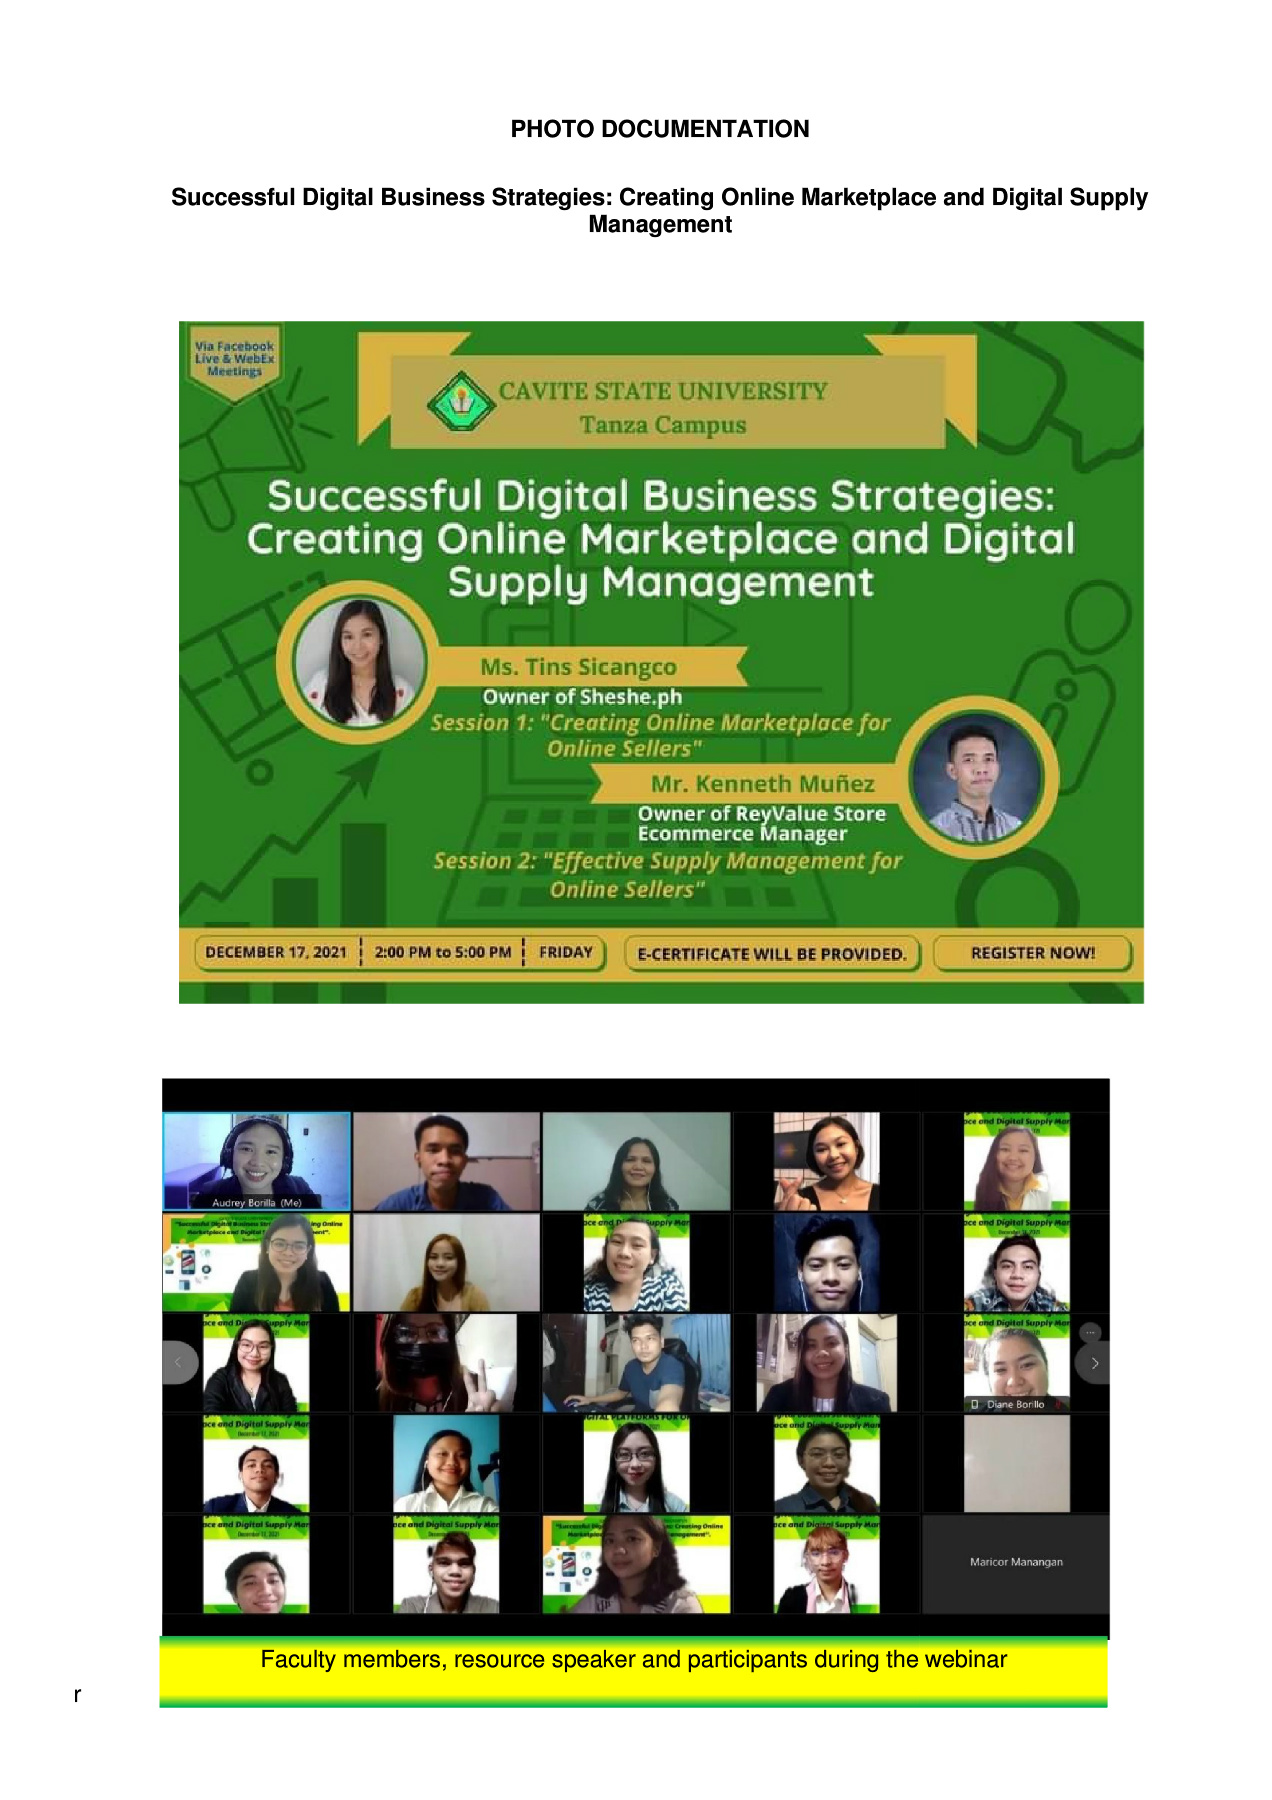 PHOTO DOCUMENTATION
Successful Digital Business Strategies: Creating Online Marketplace and Digital Supply
Management
Via Facebook
Live & WebEx
Meetings
CAVITE STATE UNIVERSITY
Tanza Campus
Successful Digital Business Strategies:
Creating Online Marketplace and Digital
Supply Management
Ms. Tins Sicangco
Owner of Sheshe.ph
Session 1: "Creating Online Marketplace for
Online Sellers"
Mr. Kenneth Muñez
Owner of ReyValue Store
Ecommerce Manager
Session 2: "Effective Supply Management for
Online Sellers"
DECEMBER 17, 2021 2:00 PM to 5:00 PM FRIDAY E-CERTIFICATE WILL BE PROVIDED. REGISTER NOW!
Audrey Borilla (Me)
Diane Borillo
Maricor Manangan
Faculty members, resource speaker and participants during the webinar
r